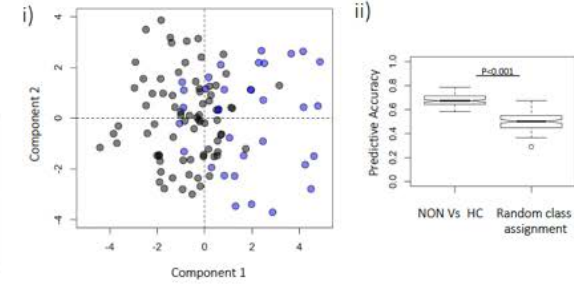 i)
Component 2
4
2
0
-2
-4
-4 -2 0 2 4
Component 1
ii)
Predictive Accuracy
1.0
0.8
0.6
0.4
0.2
0.0
P<0.001
NON Vs HC
Random class
assignment